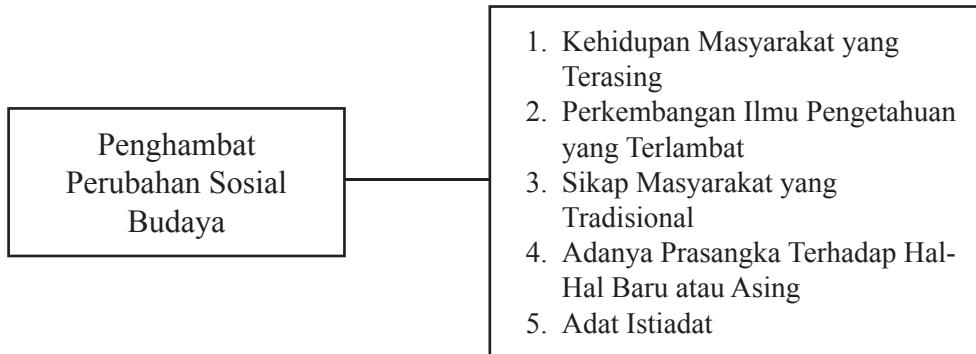 Penghambat
Perubahan Sosial
Budaya
1. Kehidupan Masyarakat yang
Terasing
2. Perkembangan Ilmu Pengetahuan
yang Terlambat
3. Sikap Masyarakat yang
Tradisional
4. Adanya Prasangka Terhadap Hal-
Hal Baru atau Asing
5. Adat Istiadat